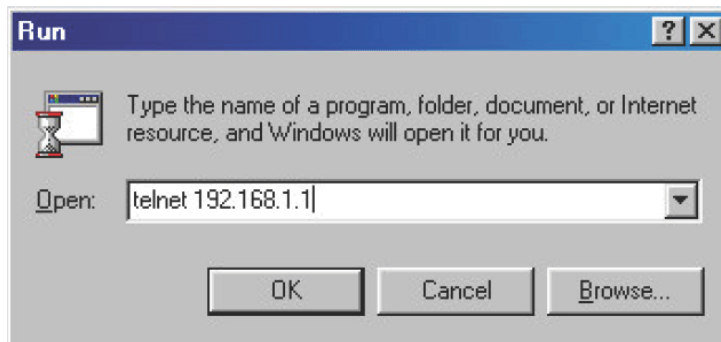 Run
Type the name of a program, folder, document, or Internet
resource, and Windows will open it for you.
Open:
telnet 192.168.1.1
OK
Cancel
Browse...